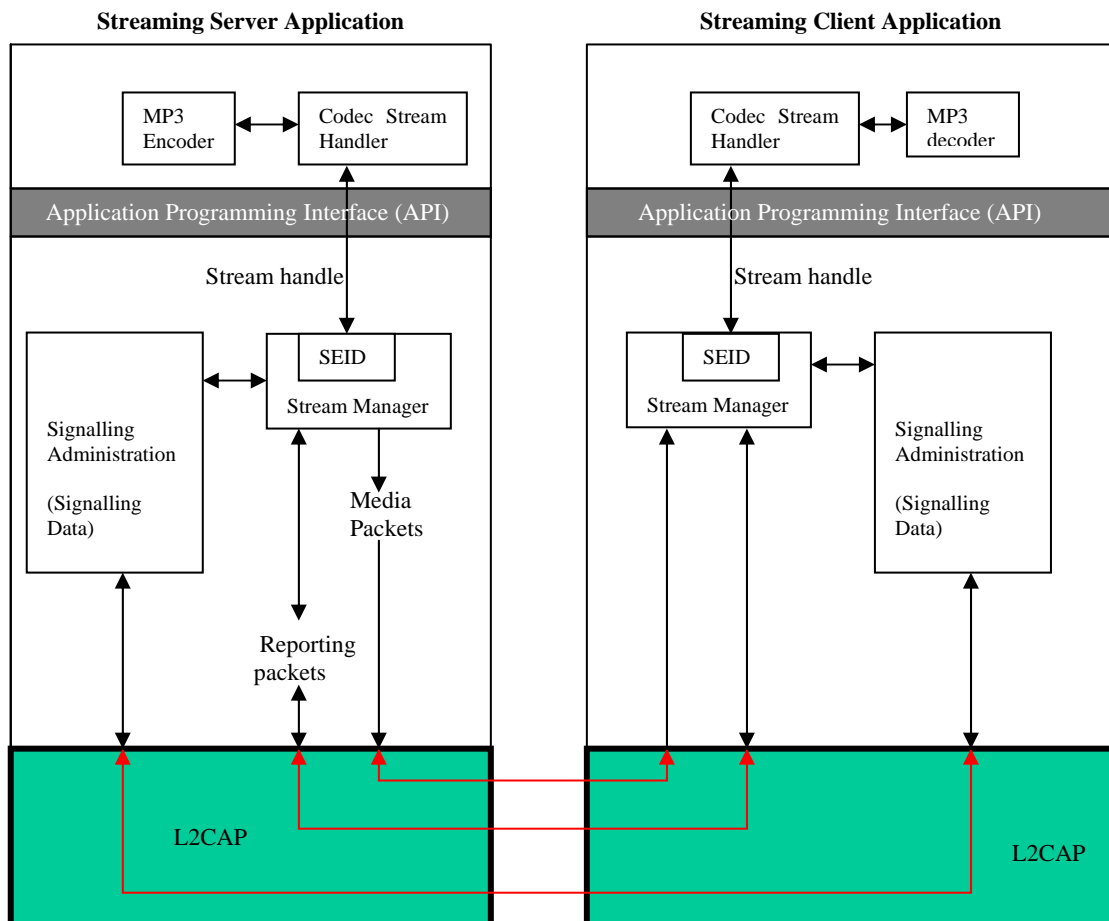 Streaming Server Application
MP3
Encoder
Codec Stream
Handler
Application Programming Interface (API)
Stream handle
SEID
Stream Manager
Signalling
Administration
(Signalling
Data)
Media
Packets
Reporting
packets
L2CAP
Streaming Client Application
Codec Stream
Handler
MP3
decoder
Application Programming Interface (API)
Stream handle
SEID
Stream Manager
Signalling
Administration
(Signalling
Data)
L2CAP